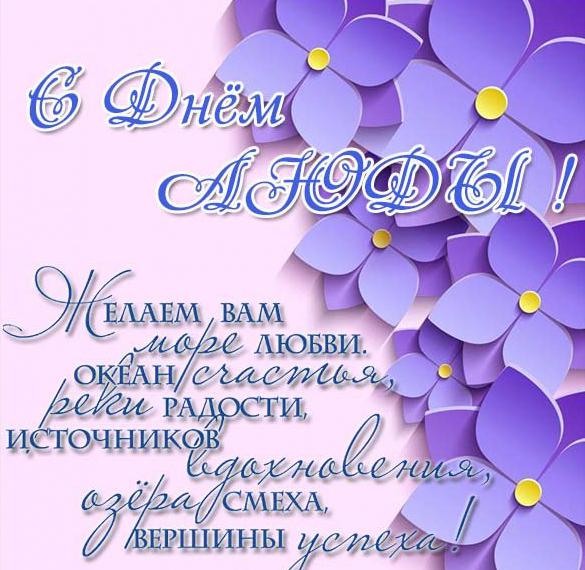 С Днём
ЛЮДЫ !
Желаем вам
море любви.
океан счастья,
реки радости,
источников
вдохновения,
озёра смеха,
вершины успеха!